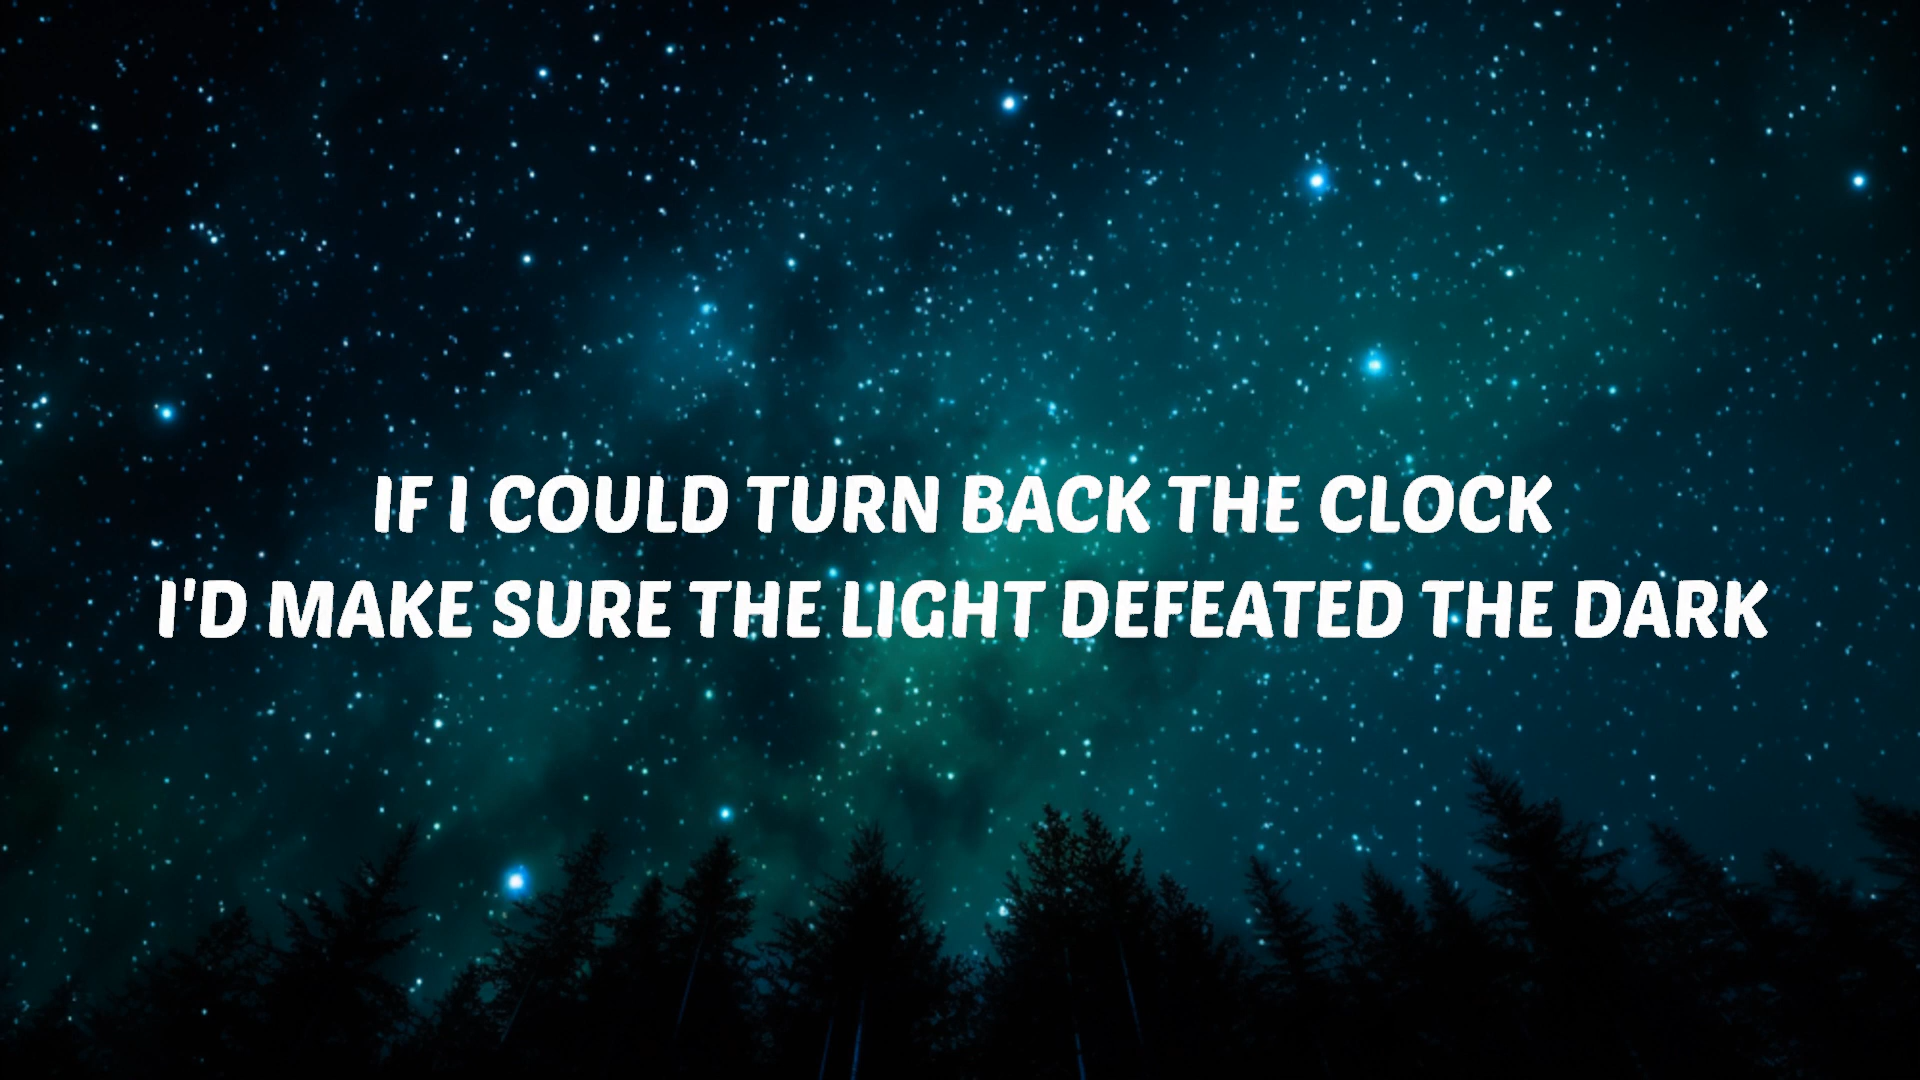 IF I COULD TURN BACK THE CLOCK
I'D MAKE SURE THE LIGHT DEFEATED THE DARK